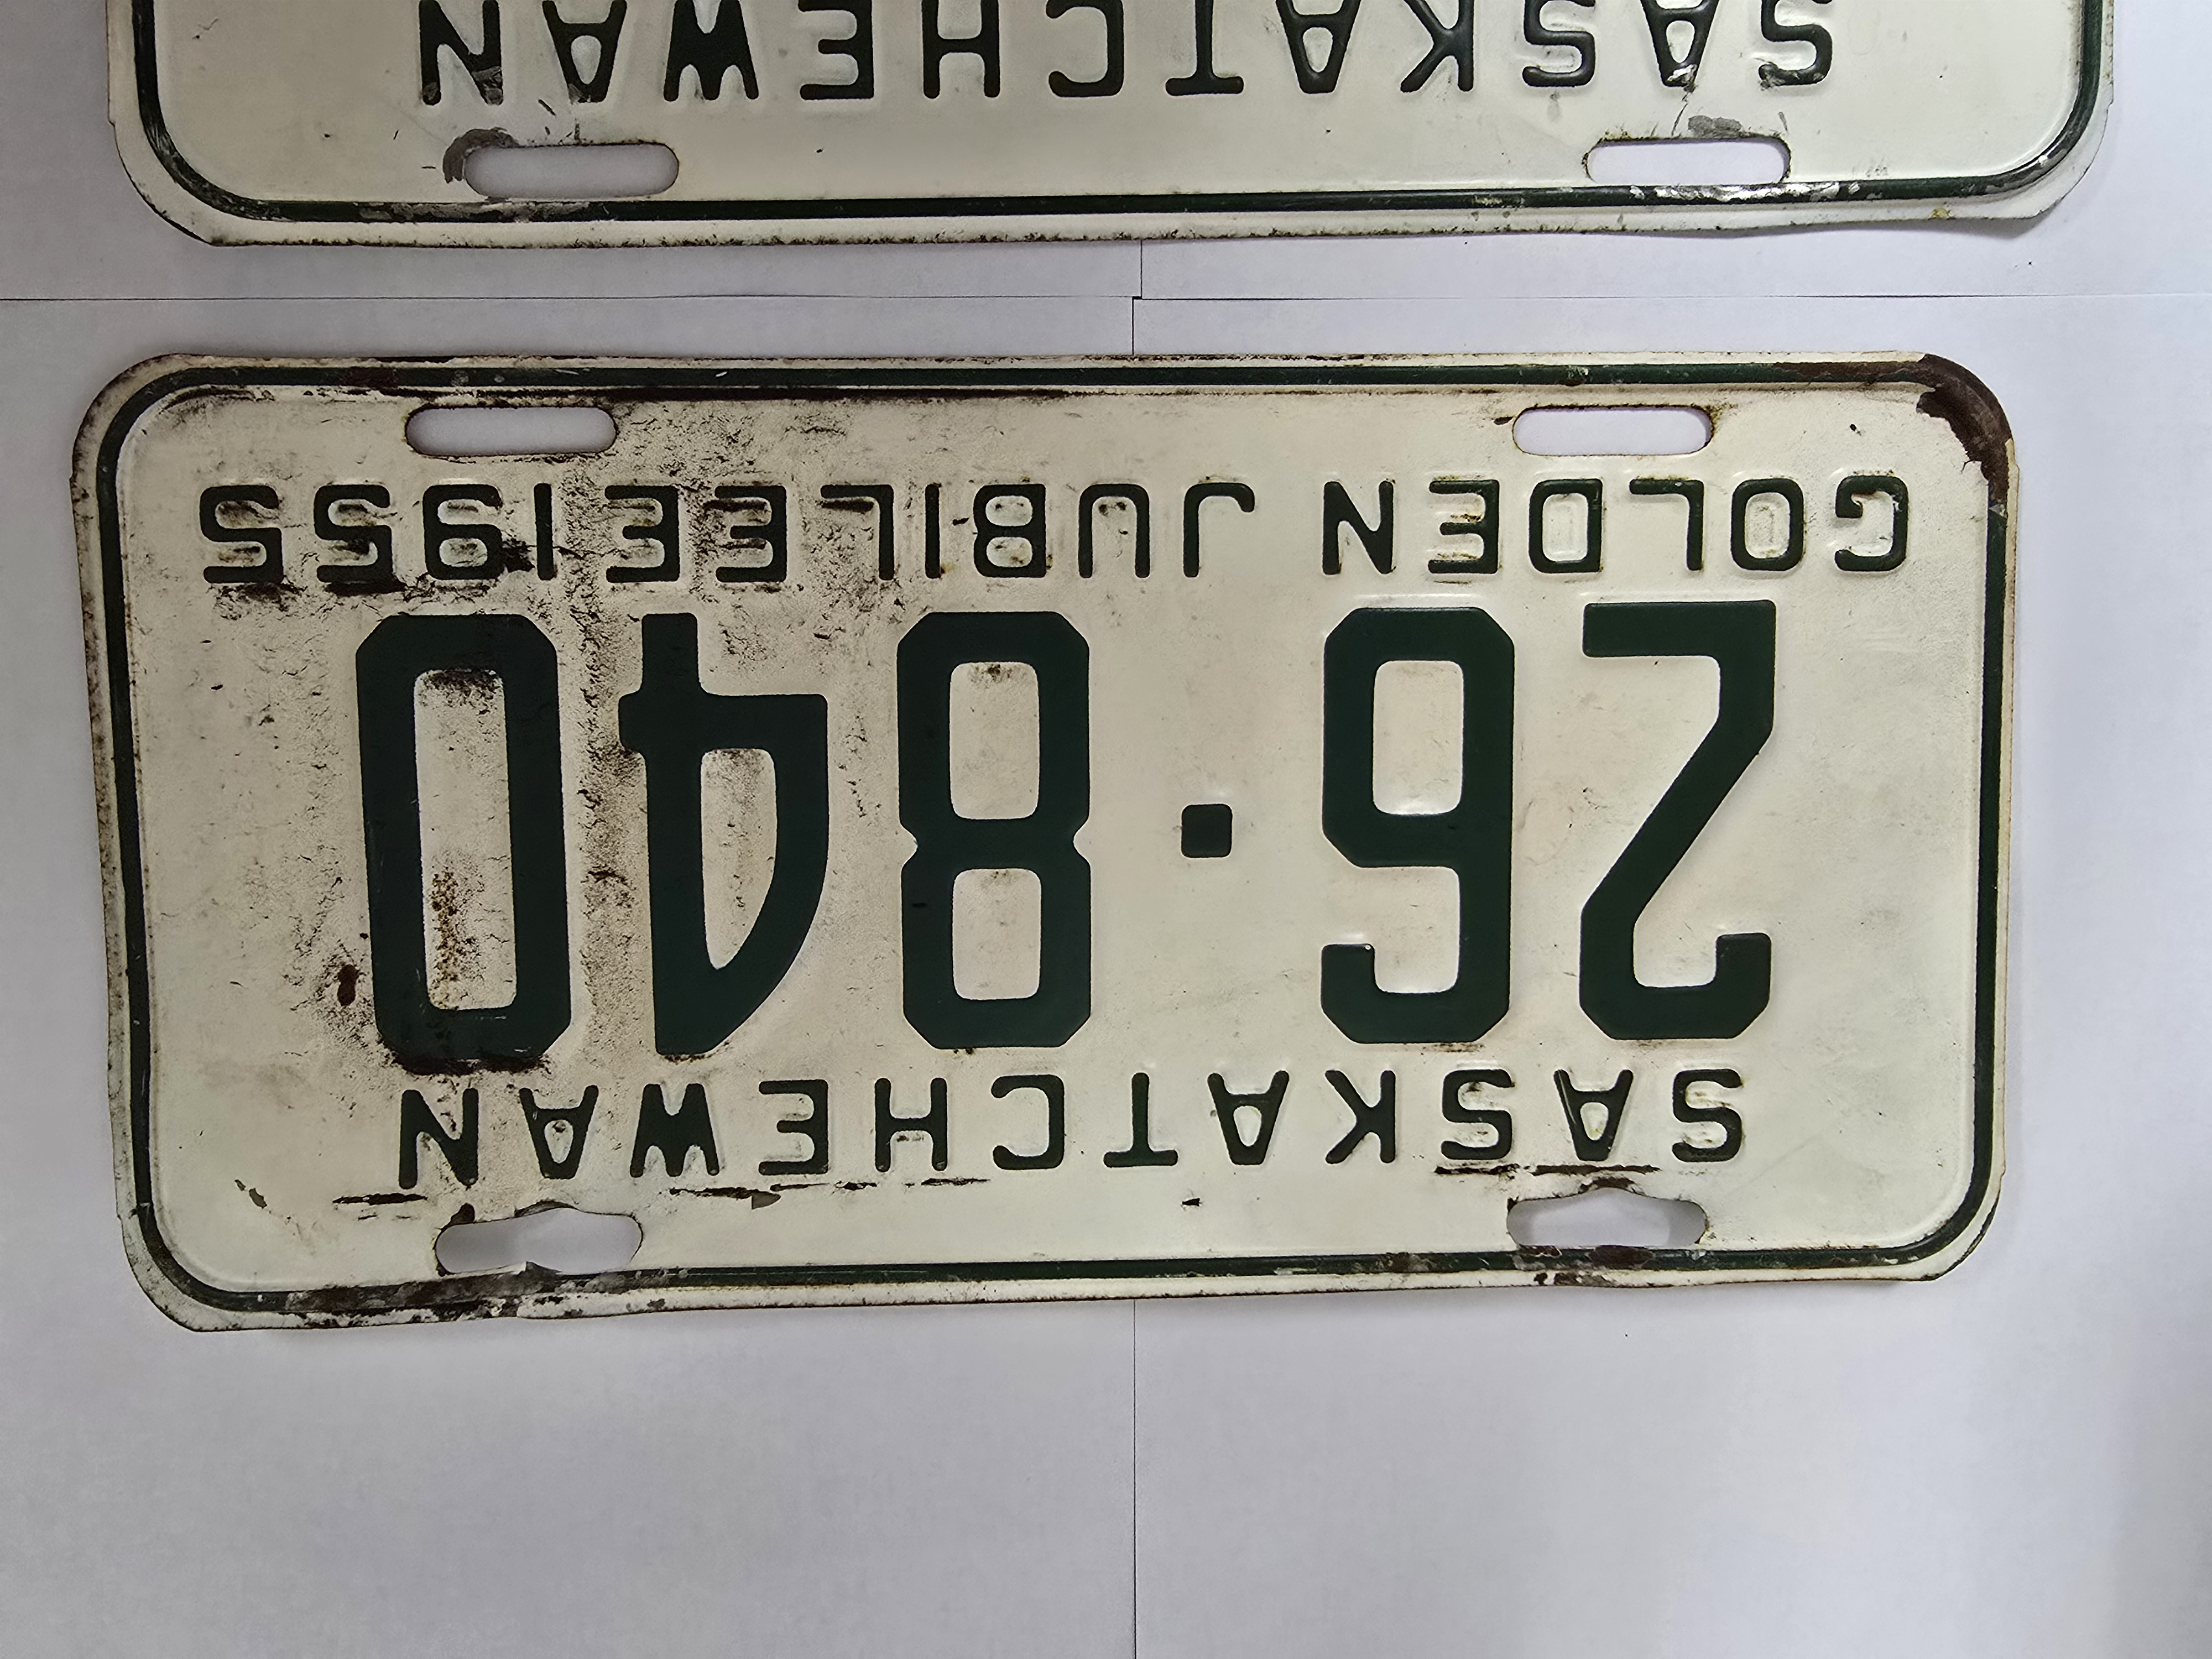 SASKATCHEWAN
26·840
GOLDEN JUBILEE 1955
SASKATCHEWAN